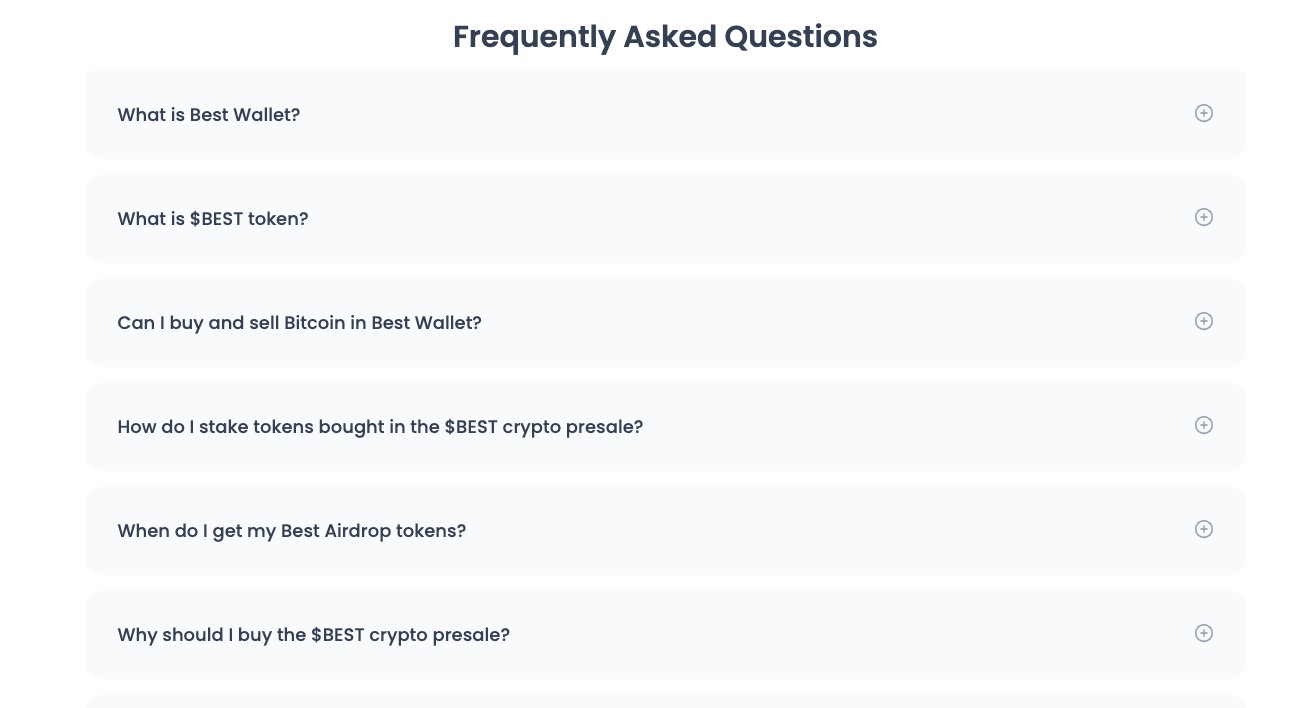 Frequently Asked Questions
What is Best Wallet?
What is $BEST token?
Can I buy and sell Bitcoin in Best Wallet?
How do I stake tokens bought in the $BEST crypto presale?
When do I get my Best Airdrop tokens?
Why should I buy the $BEST crypto presale?